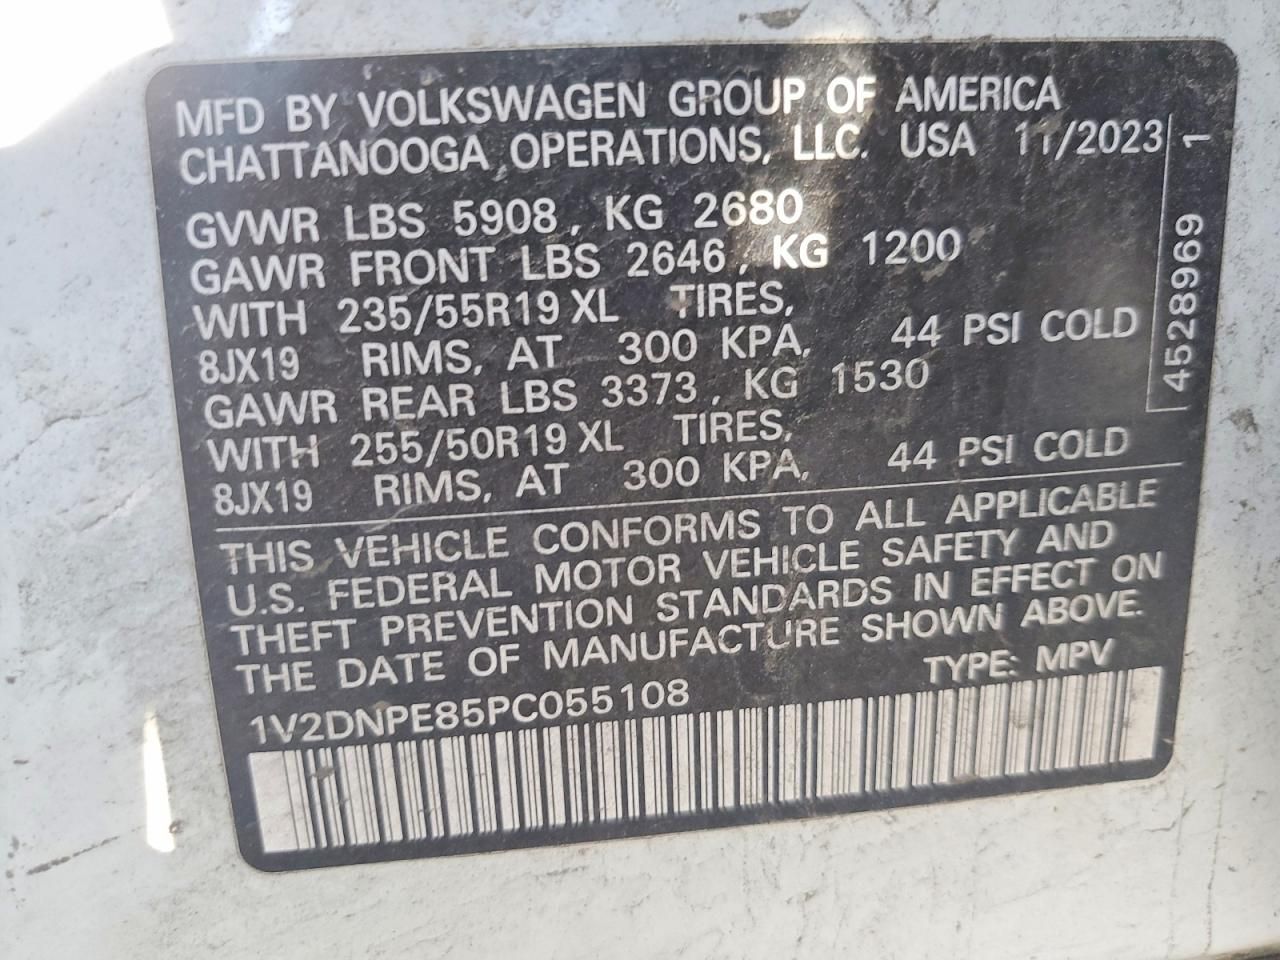 MFD BY VOLKSWAGEN GROUP OF AMERICA
CHATTANOOGA OPERATIONS, LLC. USA 11/2023
GVWR LBS 5908, KG 2680
GAWR FRONT LBS 2646, KG 1200
WITH 235/55R19 XL TIRES,
8JX19 RIMS, AT 300 KPA, 44 PSI COLD
GAWR REAR LBS 3373, KG 1530
WITH 255/50R19 XL TIRES,
8JX19 RIMS, AT 300 KPA, 44 PSI COLD
4528969 1
THIS VEHICLE CONFORMS TO ALL APPLICABLE
U.S. FEDERAL MOTOR VEHICLE SAFETY AND
THEFT PREVENTION STANDARDS IN EFFECT ON
THE DATE OF MANUFACTURE SHOWN ABOVE.
1V2DNPE85PC055108 TYPE: MPV